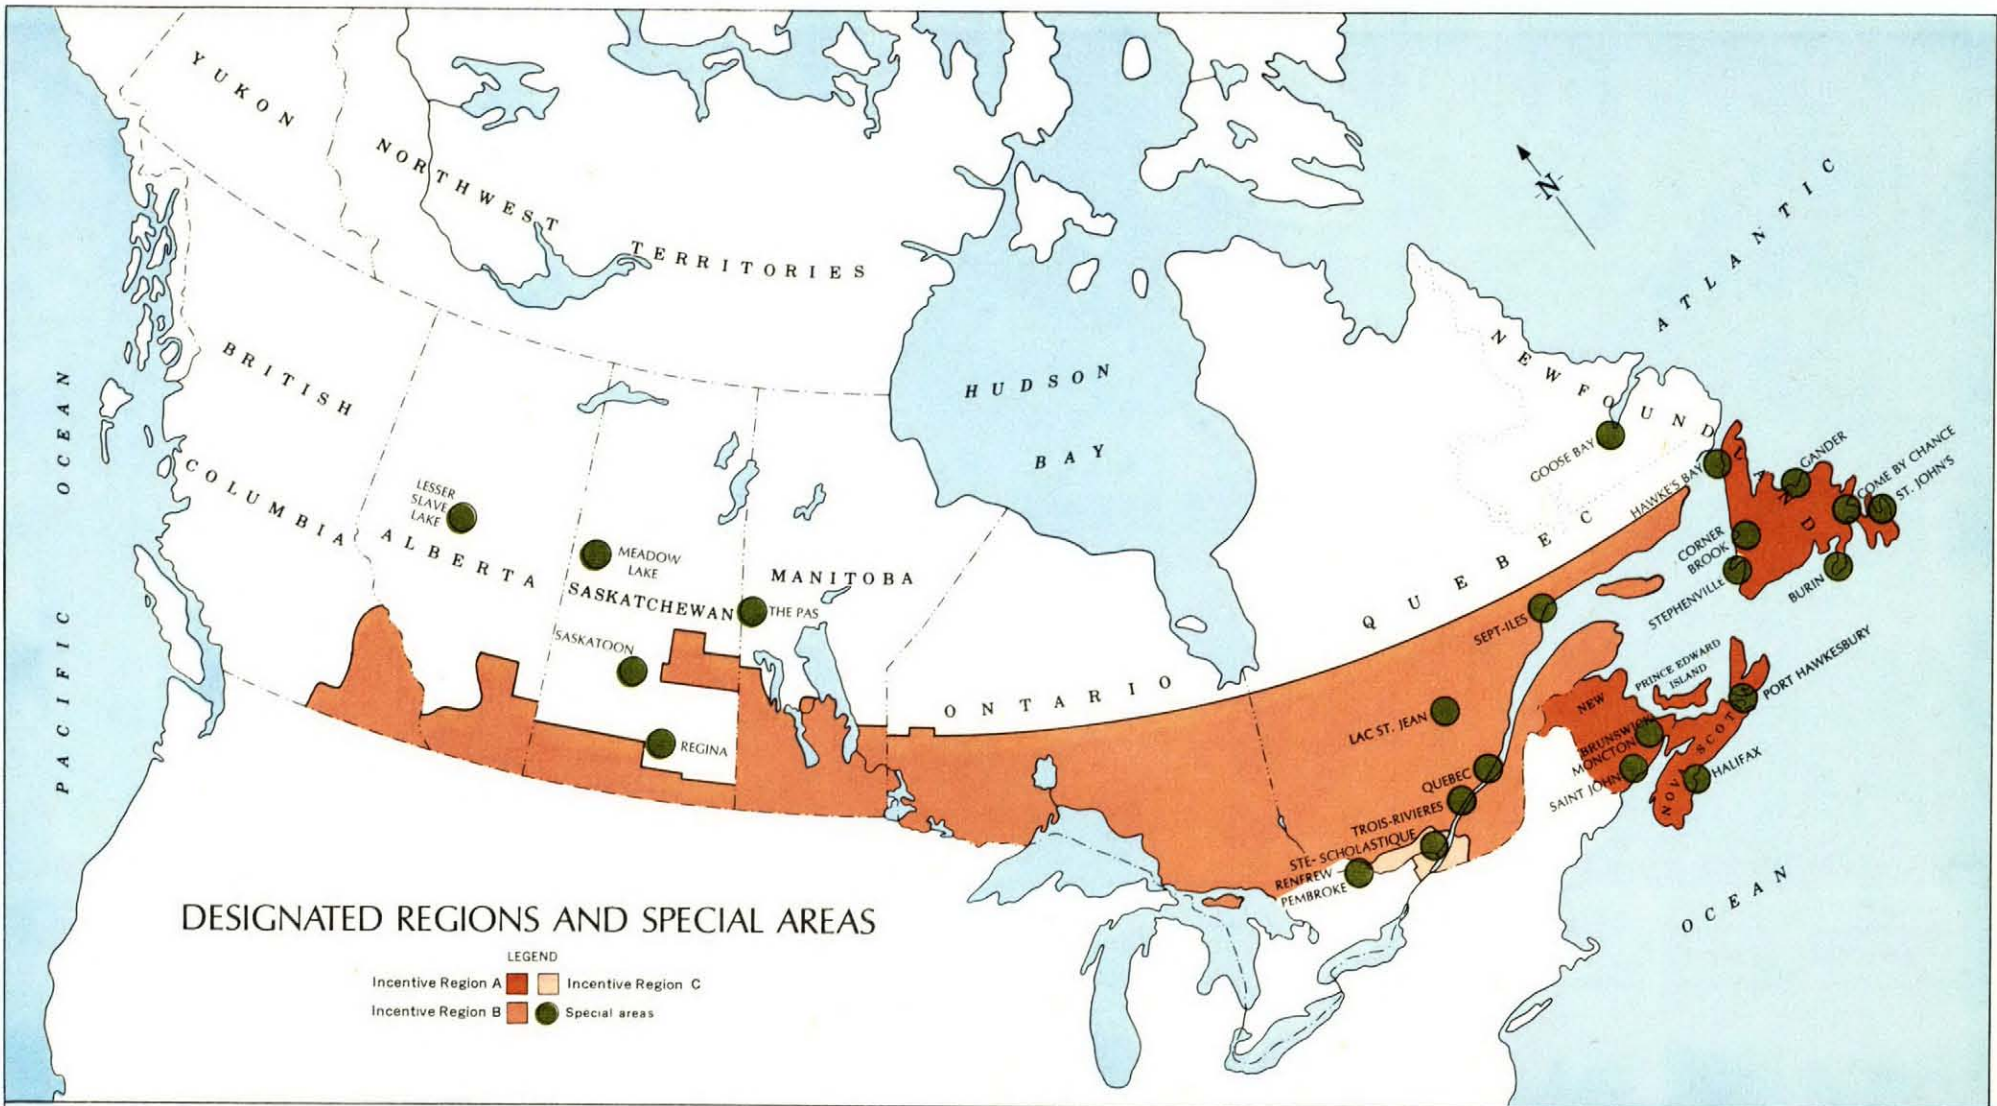 YUKON
NORTHWEST
TERRITORIES
BRITISH
COLUMBIA
PACIFIC OCEAN
HUDSON
BAY
N
ATLANTIC
OCEAN
NEWFOUNDLAND
GOOSE BAY
HAWKE'S BAY
GANDER
COME BY CHANCE
ST. JOHN'S
CORNER
BROOK
STEPHENVILLE
BURIN
LESSER
SLAVE
LAKE
ALBERTA
MEADOW
LAKE
SASKATCHEWAN
MANITOBA
THE PAS
SASKATOON
REGINA
ONTARIO
QUEBEC
SEPT-ILES
LAC ST. JEAN
QUEBEC
TROIS-RIVIERES
STE- SCHOLASTIQUE
RENFREW
PEMBROKE
PRINCE EDWARD
ISLAND
PORT HAWKESBURY
NEW
BRUNSWICK
MONCTON
SAINT JOHN
NOVA SCOTIA
HALIFAX
DESIGNATED REGIONS AND SPECIAL AREAS
LEGEND
Incentive Region A
Incentive Region C
Incentive Region B
Special areas